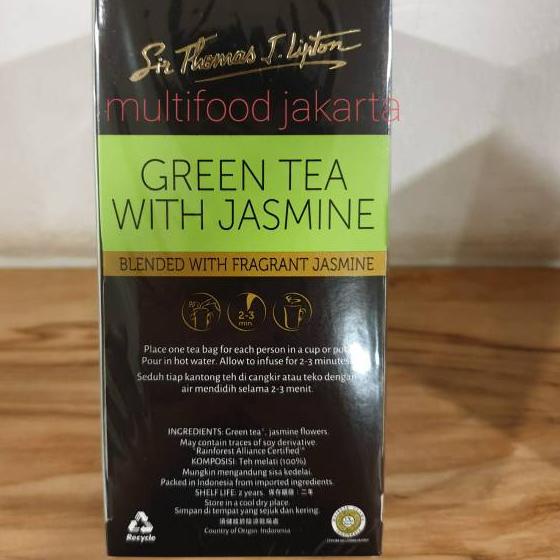 Sir Thomas J. Lipton
multifood jakarta
GREEN TEA
WITH JASMINE
BLENDED WITH FRAGRANT JASMINE
2-3
min
Place one tea bag for each person in a cup or
Pour in hot water. Allow to infuse for 2-3 minutes
Seduh tiap kantong teh di cangkir atau teko dengan
air mendidih selama 2-3 menit.
INGREDIENTS: Green tea*, jasmine flowers.
May contain traces of soy derivative.
*Rainforest Alliance Certified™
KOMPOSISI: Teh melati (100%)
Mungkin mengandung sisa kedelai.
Packed in Indonesia from imported ingredients.
SHELF LIFE: 2 years. 保存期限：二年
Store in a cool dry place.
Simpan di tempat yang sejuk dan kering.
Country of Origin: Indonesia
Recycle